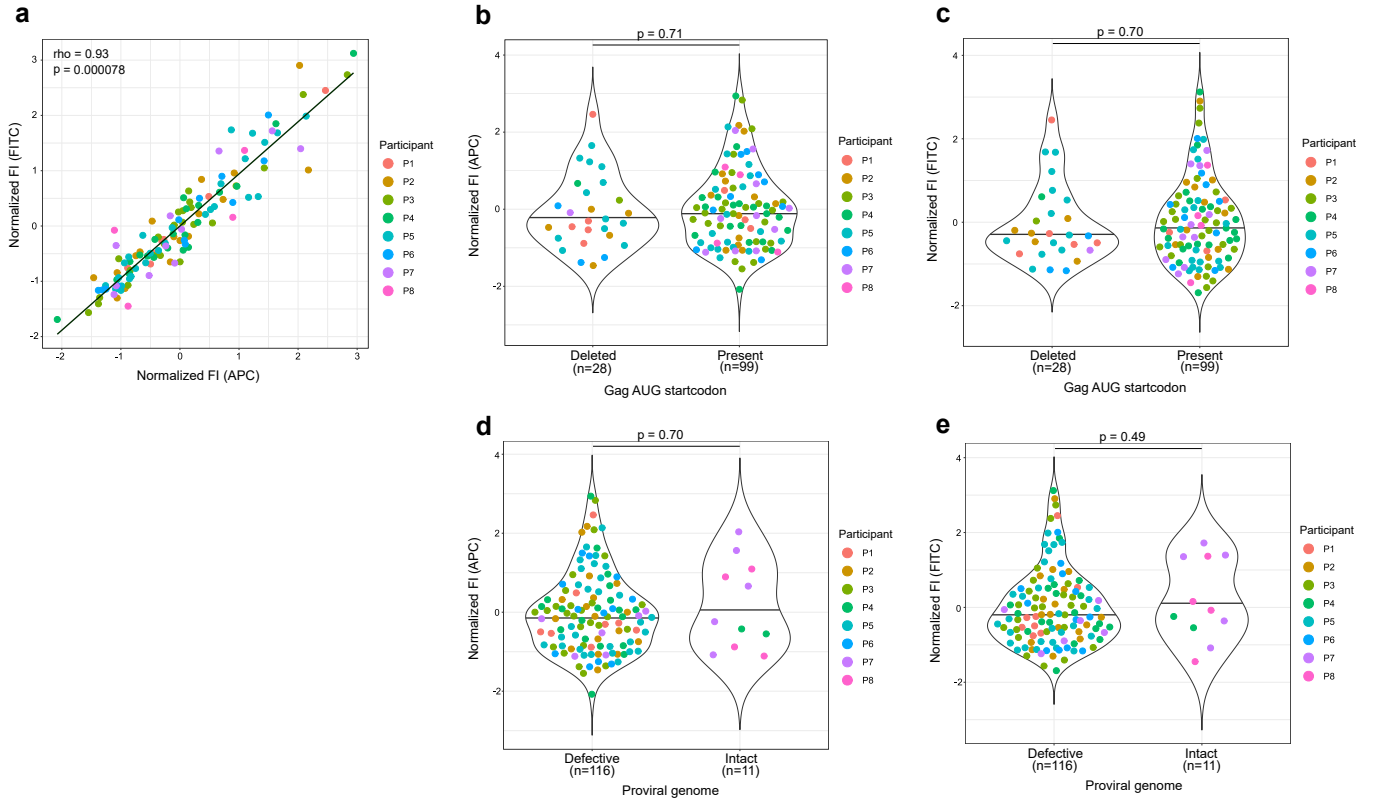 a
rho = 0.93
p = 0.000078
3
2
1
0
-1
-2
-2 -1 0 1 2 3
Normalized FI (APC)
Normalized FI (FITC)
Participant
P1
P2
P3
P4
P5
P6
P7
P8
b
p = 0.71
4
2
0
-2
Normalized FI (APC)
Deleted Present
(n=28) (n=99)
Gag AUG startcodon
Participant
P1
P2
P3
P4
P5
P6
P7
P8
c
p = 0.70
4
2
0
-2
Normalized FI (FITC)
Deleted Present
(n=28) (n=99)
Gag AUG startcodon
Participant
P1
P2
P3
P4
P5
P6
P7
P8
d
p = 0.70
4
2
0
-2
Normalized FI (APC)
Defective Intact
(n=116) (n=11)
Proviral genome
Participant
P1
P2
P3
P4
P5
P6
P7
P8
e
p = 0.49
4
2
0
-2
Normalized FI (FITC)
Defective Intact
(n=116) (n=11)
Proviral genome
Participant
P1
P2
P3
P4
P5
P6
P7
P8